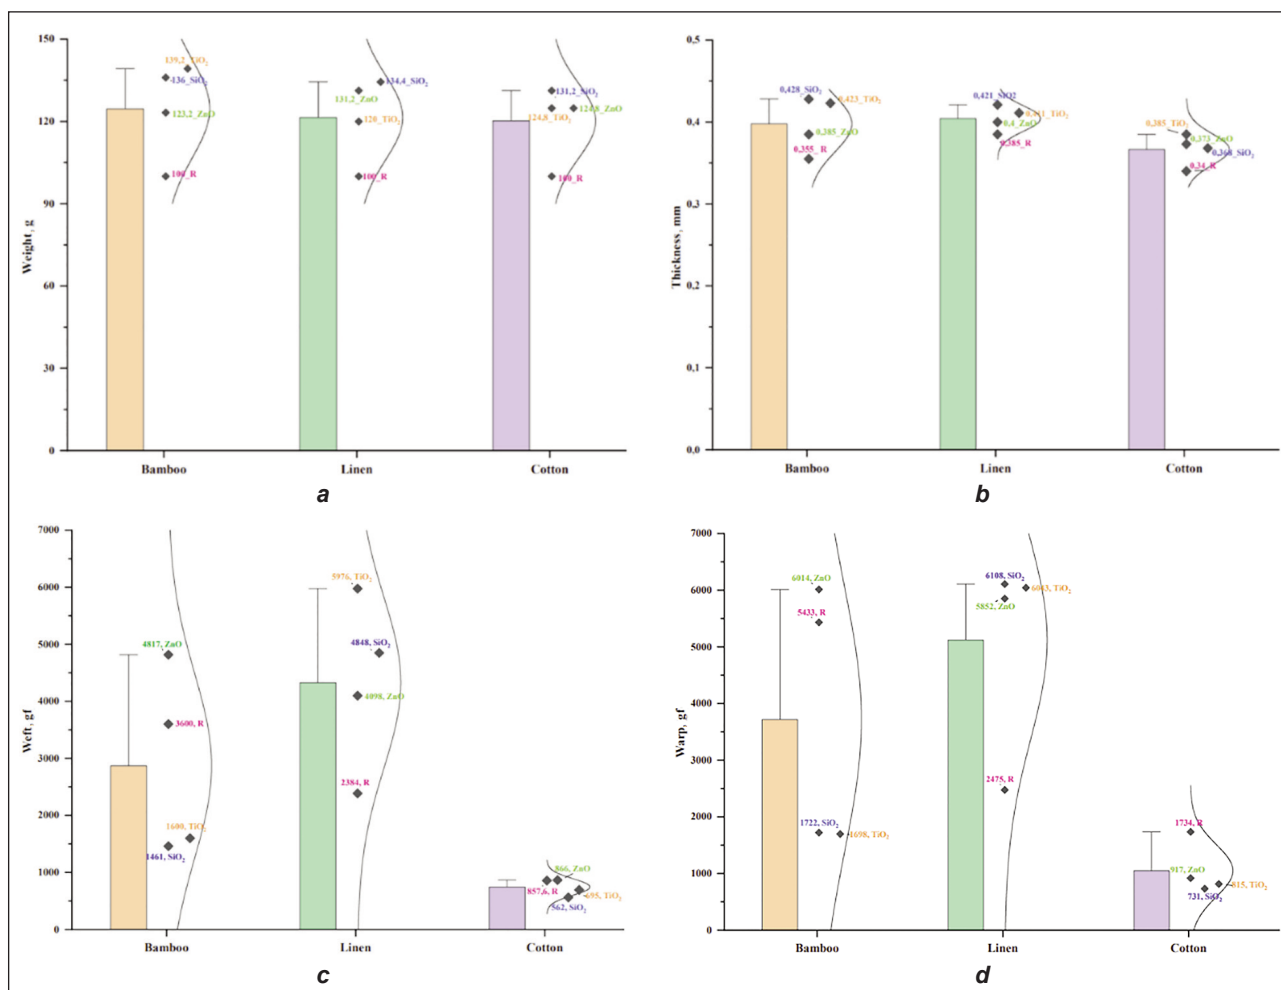 150
120
90
60
30
0
Weight, g
139,2_TiO₂
136_SiO₂
123,2_ZnO
100_R
134,4_SiO₂
131,2_ZnO
120_TiO₂
100_R
131,2_SiO₂
124,8_ZnO
124,8_TiO₂
100_R
Bamboo Linen Cotton
a
0,5
0,4
0,3
0,2
0,1
0,0
Thickness, mm
0,428_SiO₂
0,423_TiO₂
0,385_ZnO
0,355_R
0,421_SiO2
0,411_TiO₂
0,4_ZnO
0,385_R
0,385_TiO₂
0,373_ZnO
0,368_SiO₂
0,34_R
Bamboo Linen Cotton
b
7000
6000
5000
4000
3000
2000
1000
0
Weft, gf
4817, ZnO
3600, R
1600, TiO₂
1461, SiO₂
5976, TiO₂
4848, SiO₂
4098, ZnO
2384, R
866, ZnO
857,6, R
695, TiO₂
562, SiO₂
Bamboo Linen Cotton
c
7000
6000
5000
4000
3000
2000
1000
0
Warp, gf
6014, ZnO
5433, R
1722, SiO₂
1698, TiO₂
6108, SiO₂
TiO₂
5852, ZnO
2475, R
1734, R
917, ZnO
815, TiO₂
731, SiO₂
Bamboo Linen Cotton
d